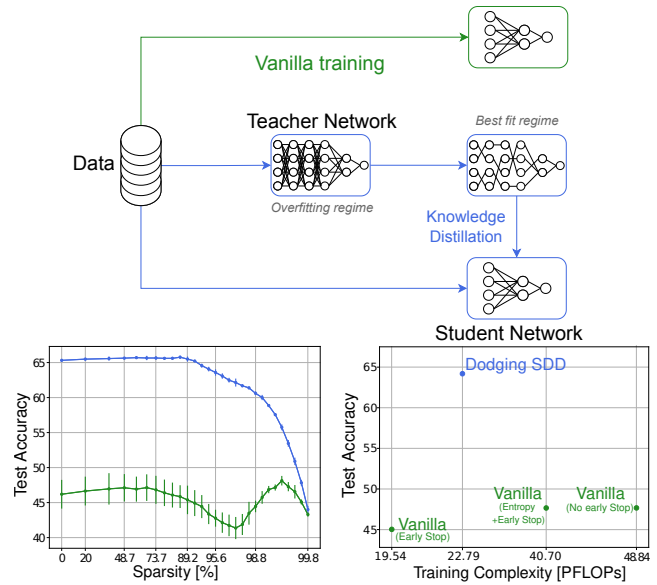 Vanilla training
Best fit regime
Teacher Network
Data
Overfitting regime
Knowledge
Distillation
Student Network
Test Accuracy
65
60
55
50
45
40
0 20 48.7 73.7 89.2 95.6 98.8 99.8
Sparsity [%]
Test Accuracy
65
60
55
50
45
Dodging SDD
Vanilla
(Early Stop)
Vanilla
(Entropy
+Early Stop)
Vanilla
(No early Stop)
19.54 22.79 40.70 48.84
Training Complexity [PFLOPs]